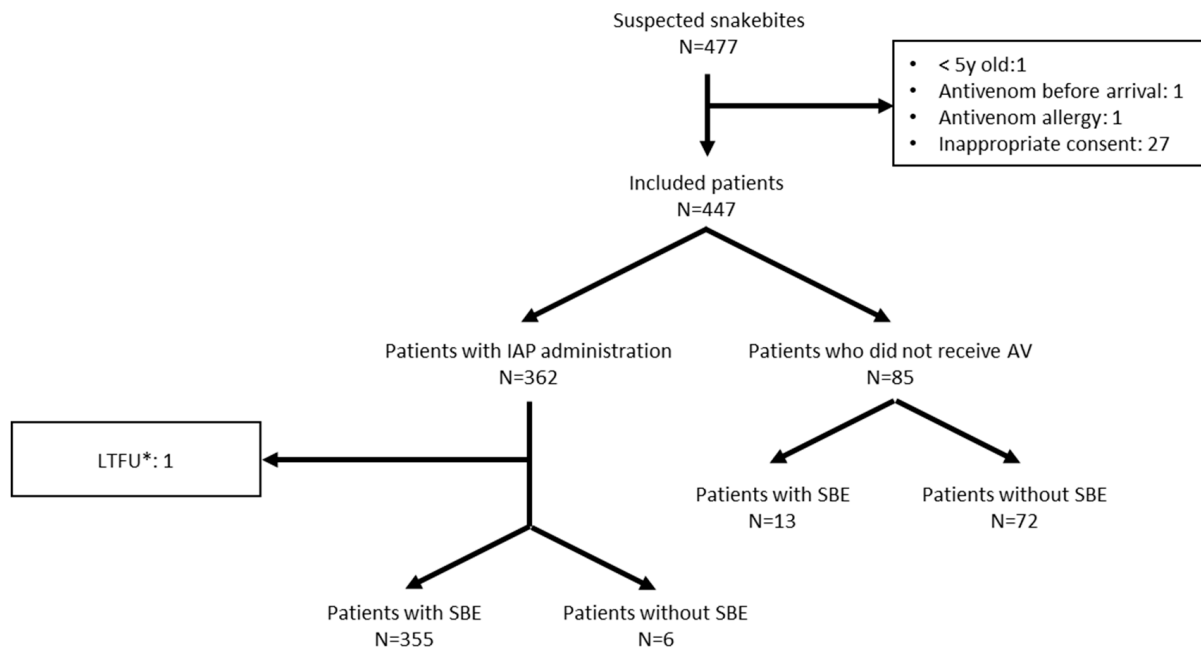 Suspected snakebites
N=477
• < 5y old:1
• Antivenom before arrival: 1
• Antivenom allergy: 1
• Inappropriate consent: 27
Included patients
N=447
Patients with IAP administration
N=362
Patients who did not receive AV
N=85
LTFU*: 1
Patients with SBE
N=13
Patients without SBE
N=72
Patients with SBE
N=355
Patients without SBE
N=6